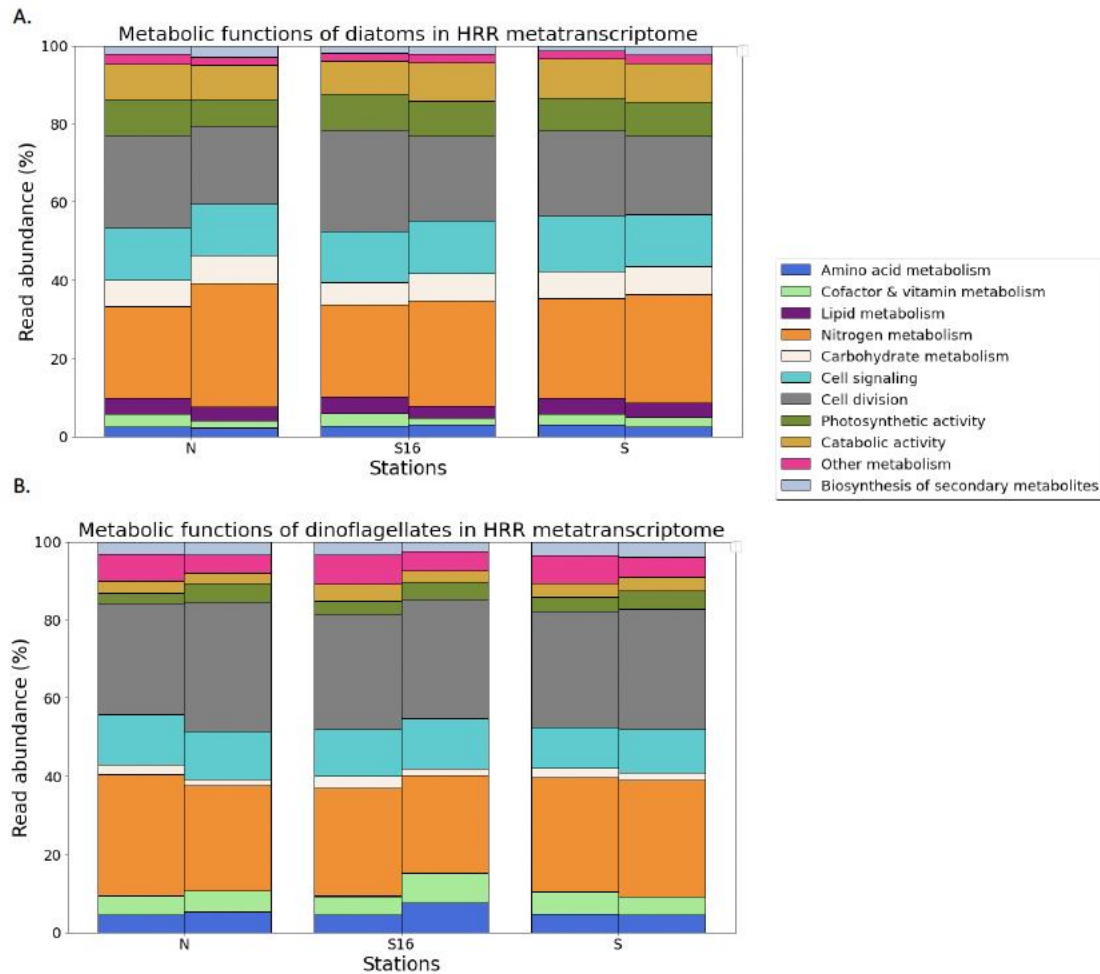 A.
Metabolic functions of diatoms in HRR metatranscriptome
100
80
60
40
20
0
Read abundance (%)
N
S16
S
Stations
Amino acid metabolism
Cofactor & vitamin metabolism
Lipid metabolism
Nitrogen metabolism
Carbohydrate metabolism
Cell signaling
Cell division
Photosynthetic activity
Catabolic activity
Other metabolism
Biosynthesis of secondary metabolites
B.
Metabolic functions of dinoflagellates in HRR metatranscriptome
100
80
60
40
20
0
Read abundance (%)
N
S16
S
Stations